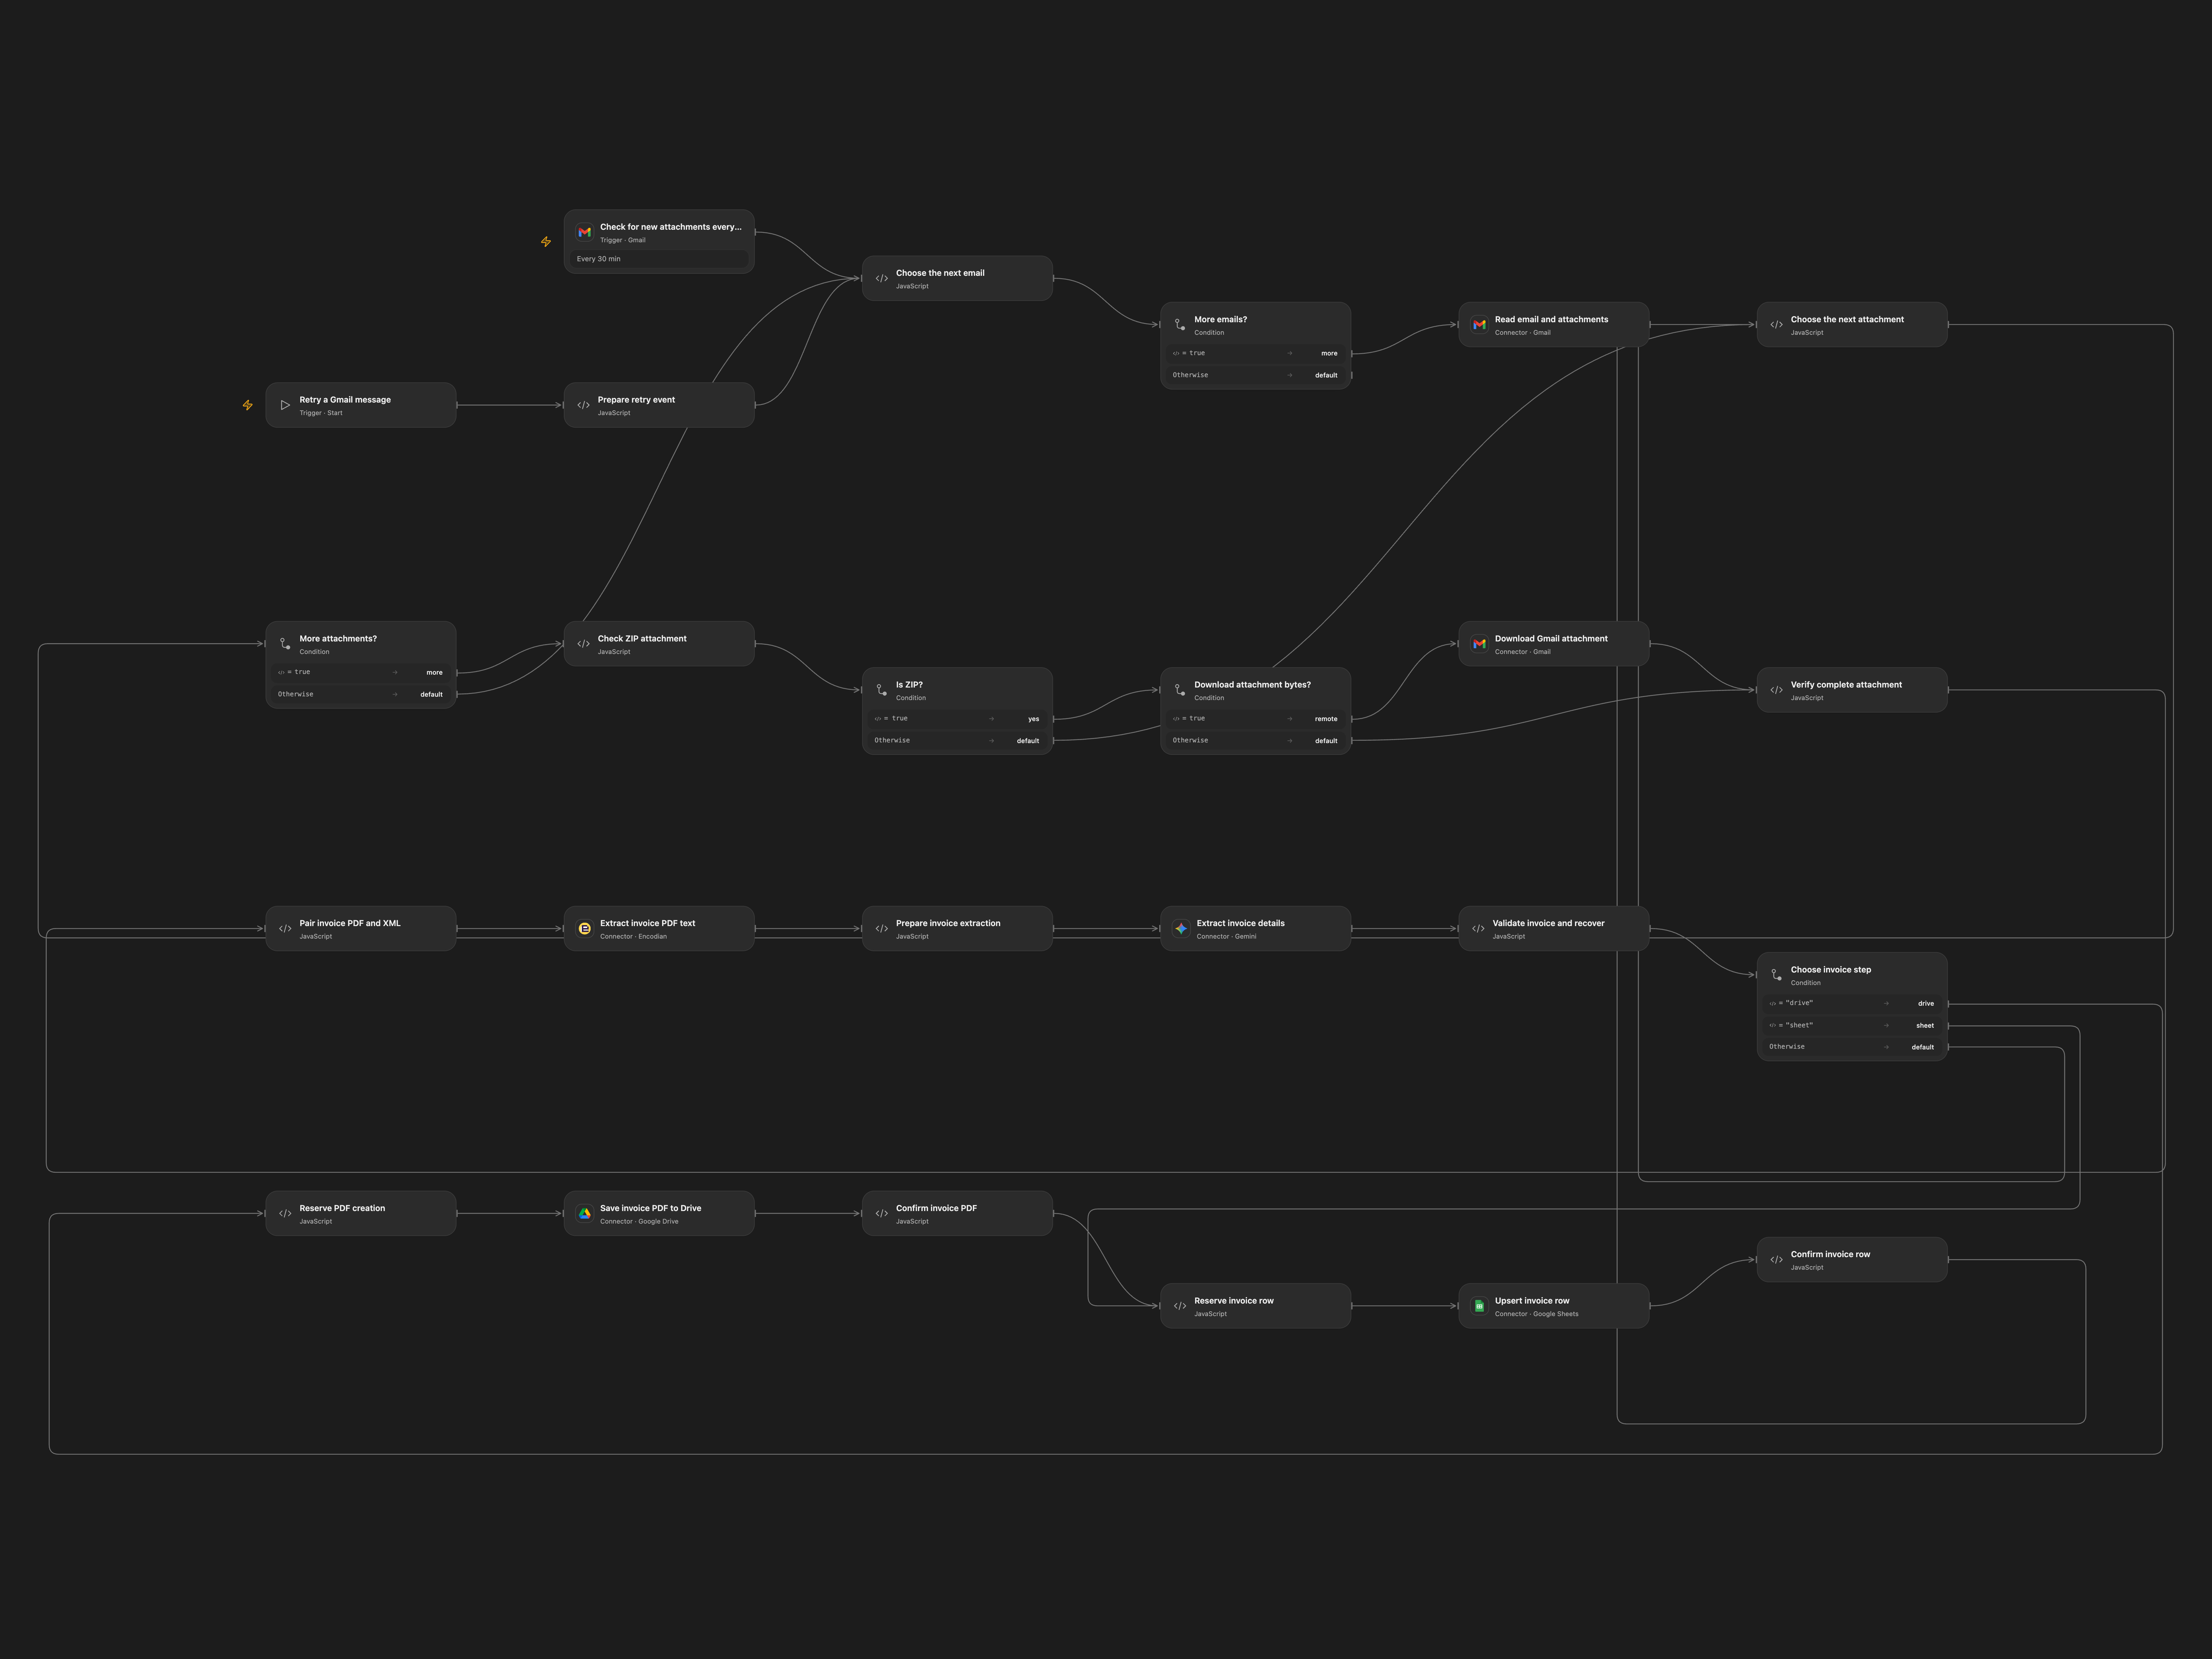 Check for new attachments every...
Trigger · Gmail
Every 30 min
Choose the next email
JavaScript
More emails?
Condition
</> = true → more
Otherwise → default
Read email and attachments
Connector · Gmail
Choose the next attachment
JavaScript
Retry a Gmail message
Trigger · Start
Prepare retry event
JavaScript
More attachments?
Condition
</> = true → more
Otherwise → default
Check ZIP attachment
JavaScript
Is ZIP?
Condition
</> = true → yes
Otherwise → default
Download attachment bytes?
Condition
</> = true → remote
Otherwise → default
Download Gmail attachment
Connector · Gmail
Verify complete attachment
JavaScript
Pair invoice PDF and XML
JavaScript
Extract invoice PDF text
Connector · Encodian
Prepare invoice extraction
JavaScript
Extract invoice details
Connector · Gemini
Validate invoice and recover
JavaScript
Choose invoice step
Condition
</> = "drive" → drive
</> = "sheet" → sheet
Otherwise → default
Reserve PDF creation
JavaScript
Save invoice PDF to Drive
Connector · Google Drive
Confirm invoice PDF
JavaScript
Reserve invoice row
JavaScript
Upsert invoice row
Connector · Google Sheets
Confirm invoice row
JavaScript